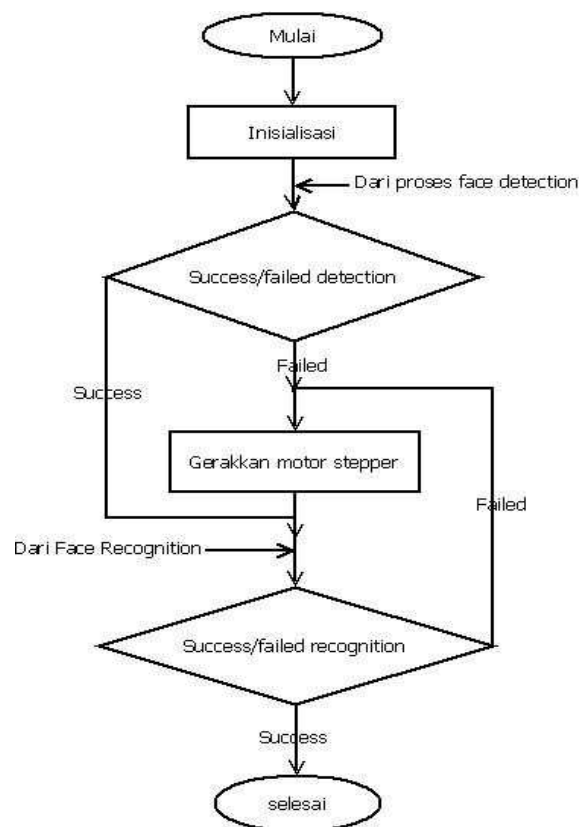 Mulai
Inisialisasi
Dari proses face detection
Success/failed detection
Failed
Success
Gerakkan motor stepper
Failed
Dari Face Recognition
Success/failed recognition
Success
selesai